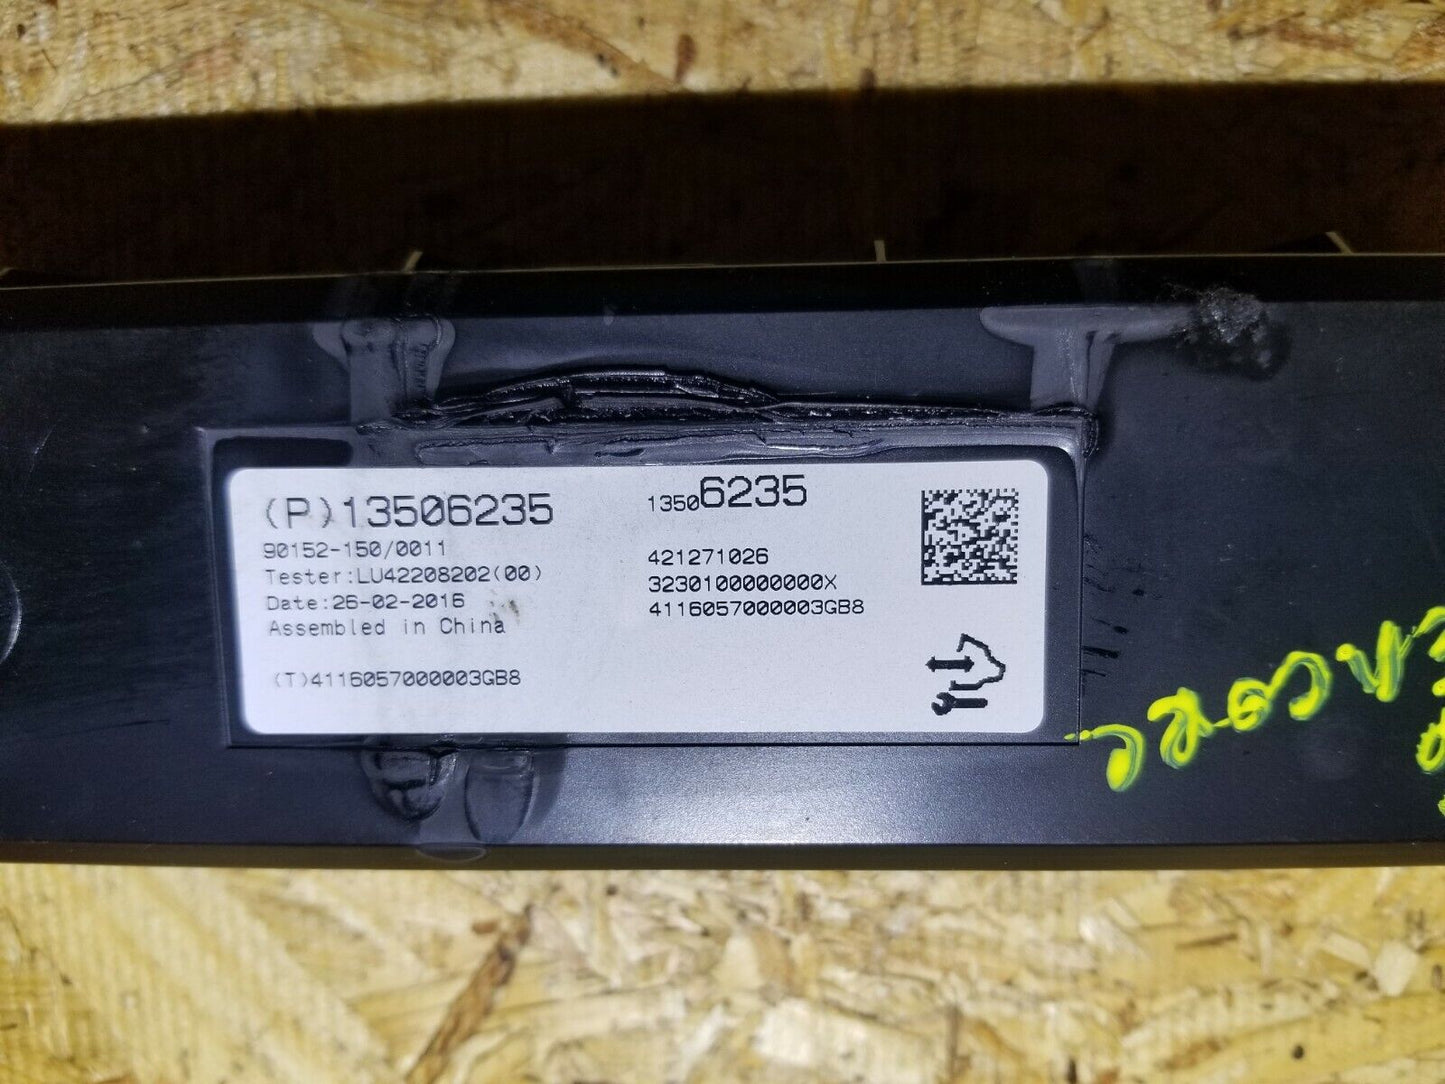 (P)13506235
90152-150/0011
Tester:LU42208202(00)
Date:26-02-2016
Assembled in China
(T)4116057000003GB8
13506235
421271026
3230100000000X
4116057000003GB8